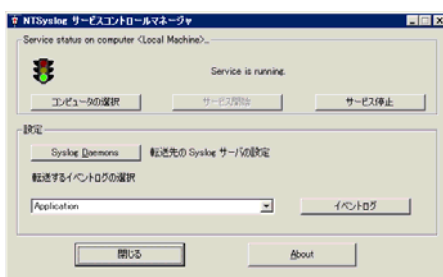 NTSyslog サービスコントロールマネージャ
Service status on computer <Local Machine>...
Service is running.
コンピュータの選択 サービス開始 サービス停止
設定
Syslog Daemons 転送先の Syslog サーバの設定
転送するイベントログの選択
Application イベントログ
閉じる About